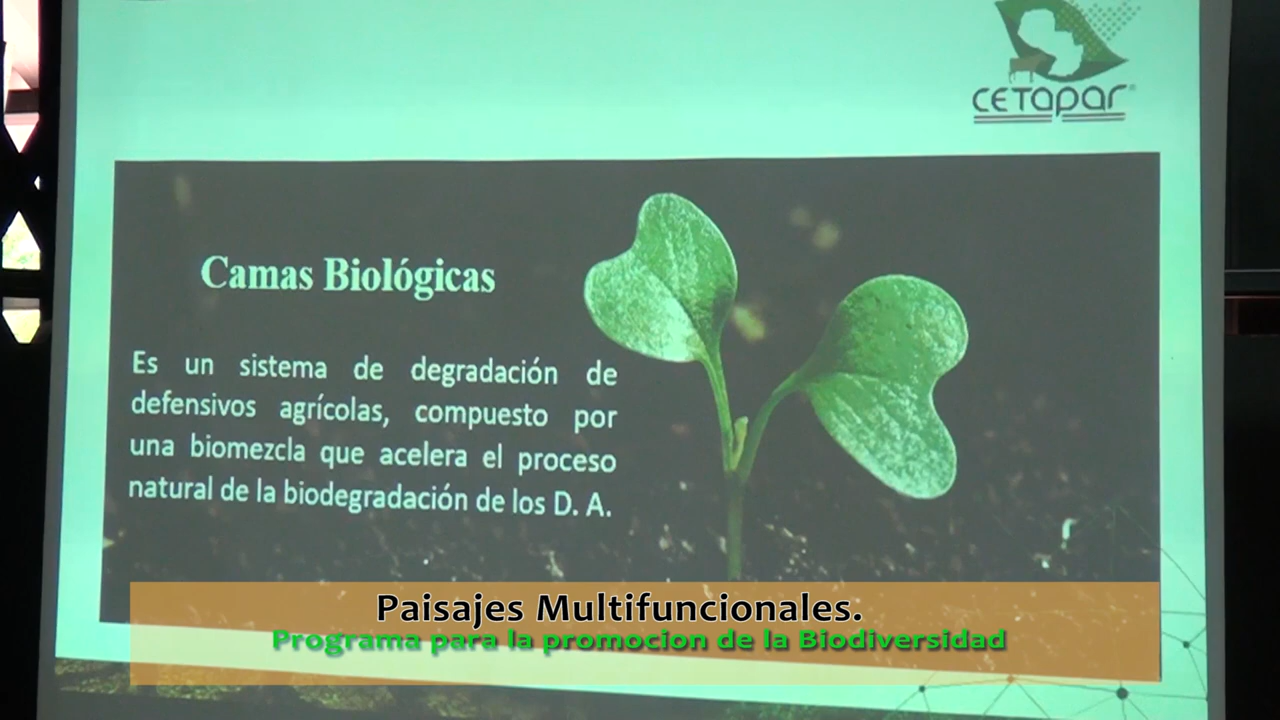 CETAPAR®
Camas Biológicas
Es un sistema de degradación de
defensivos agrícolas, compuesto por
una biomezcla que acelera el proceso
natural de la biodegradación de los D. A.
Paisajes Multifuncionales.
Programa para la promocion de la Biodiversidad